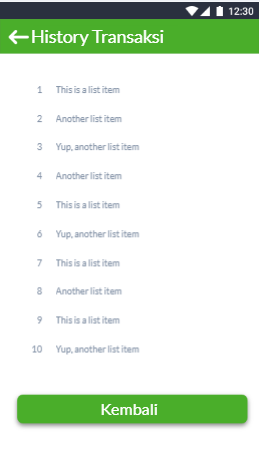 12:30
History Transaksi
1 This is a list item
2 Another list item
3 Yup, another list item
4 Another list item
5 This is a list item
6 Yup, another list item
7 This is a list item
8 Another list item
9 This is a list item
10 Yup, another list item
Kembali